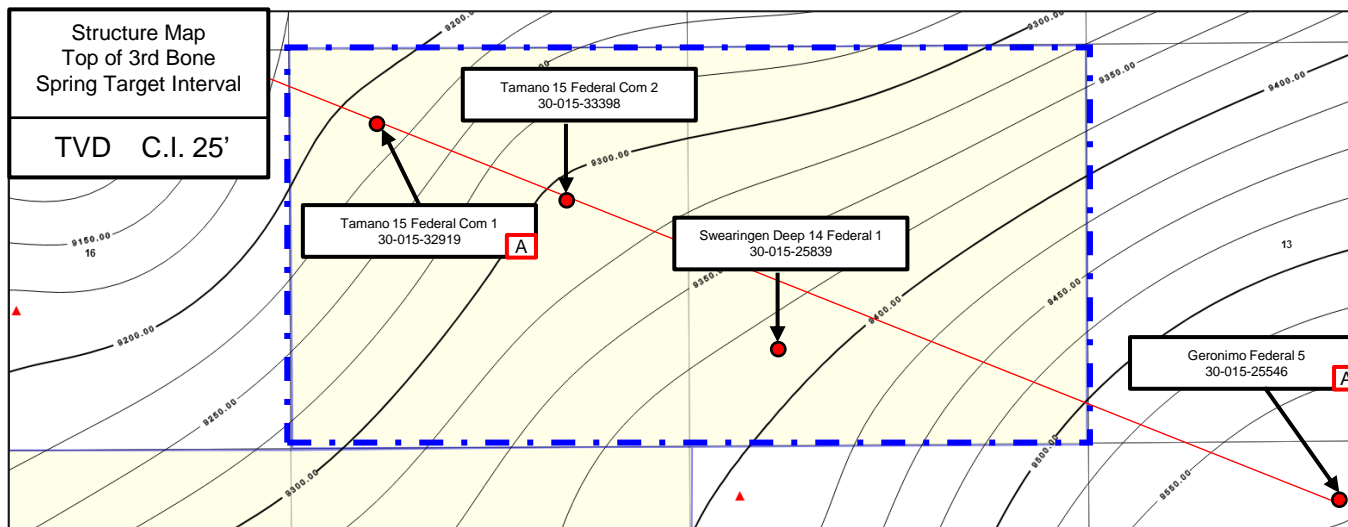 Structure Map
Top of 3rd Bone
Spring Target Interval
TVD C.I. 25'
9200.00
9300.00
9350.00
9400.00
Tamano 15 Federal Com 2
30-015-33398
9300.00
Tamano 15 Federal Com 1
30-015-32919
A
Swearingen Deep 14 Federal 1
30-015-25839
9150.00
16
13
9350.00
9450.00
9400.00
9200.00
Geronimo Federal 5
30-015-25546
A
9250.00
9300.00
9500.00
9550.00